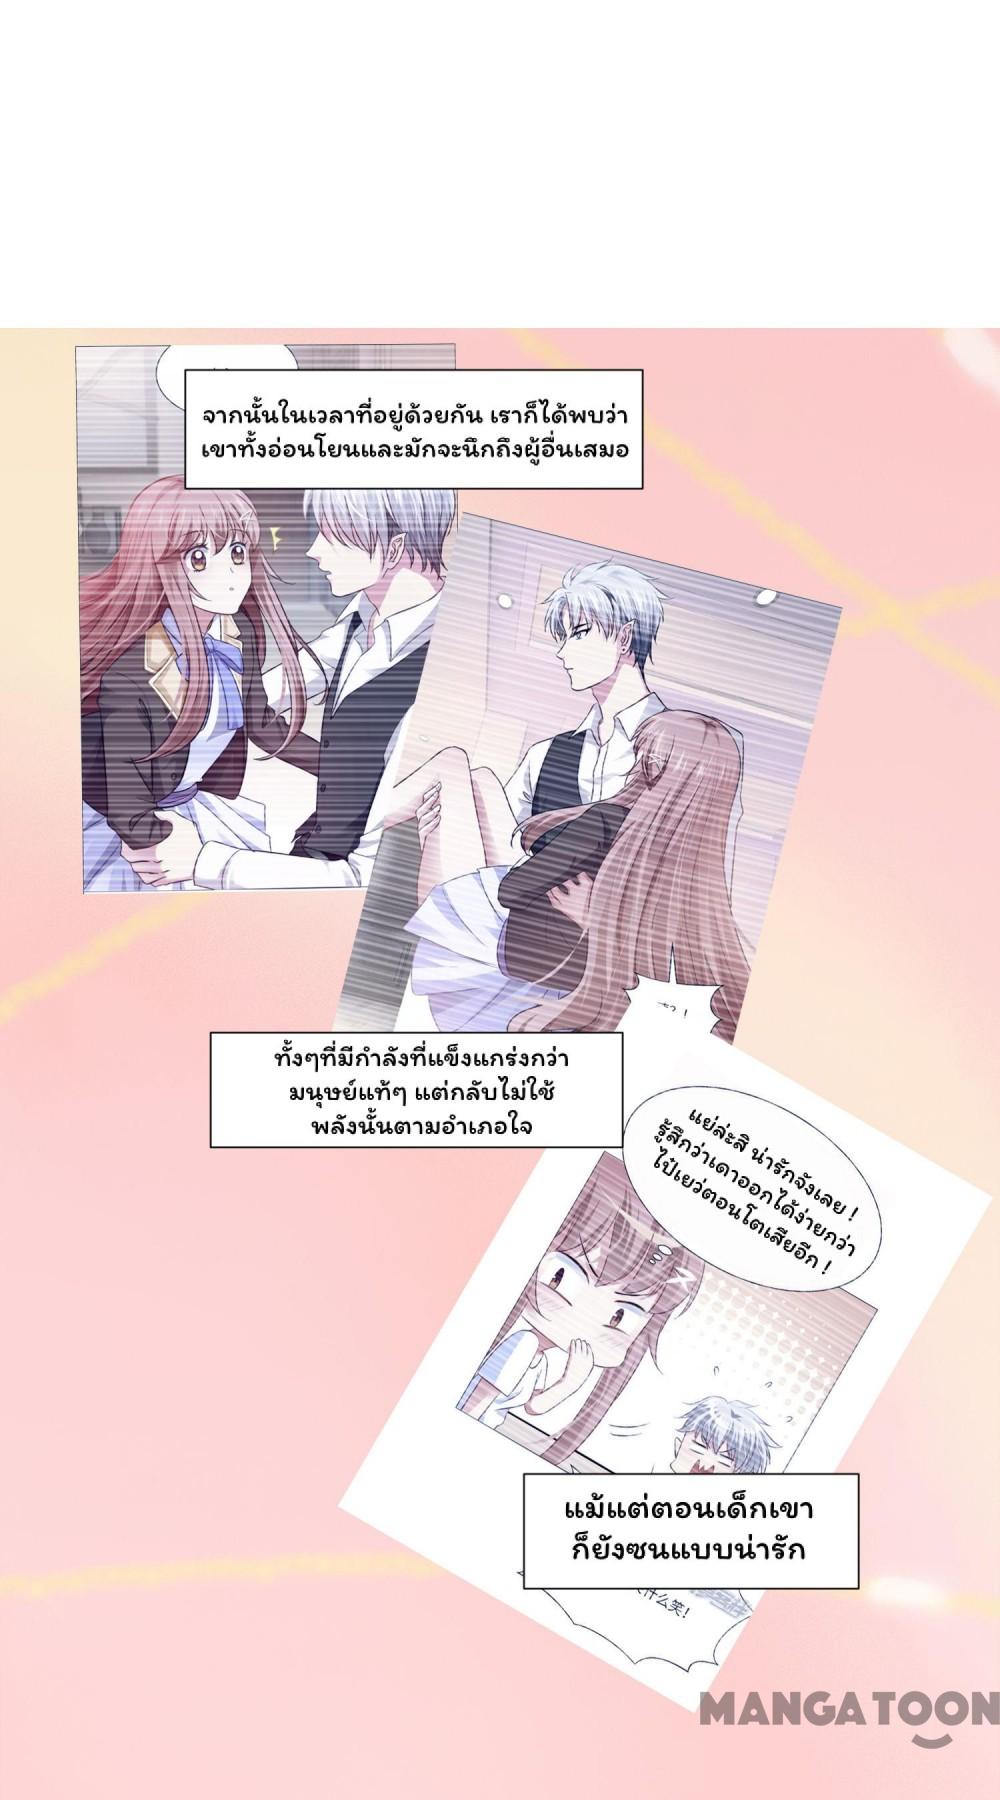 จากนั้นในเวลาที่อยู่ด้วยกัน เราก็ได้พบว่า
เขาทั้งอ่อนโยนและมักจะนึกถึงผู้อื่นเสมอ
ทั้งๆที่มีกำลังที่แข็งแกร่งกว่า
มนุษย์แท้ๆ แต่กลับไม่ใช้
พลังนั้นตามอำเภอใจ
แย่ล่ะสิ น่ารักจังเลย !
รู้สึกว่าเดาออกได้ง่ายกว่า
ไป๋เยว่ตอนโตเสียอีก !
แม้แต่ตอนเด็กเขา
ก็ยังซนแบบน่ารัก
什么笑!
MANGATOON